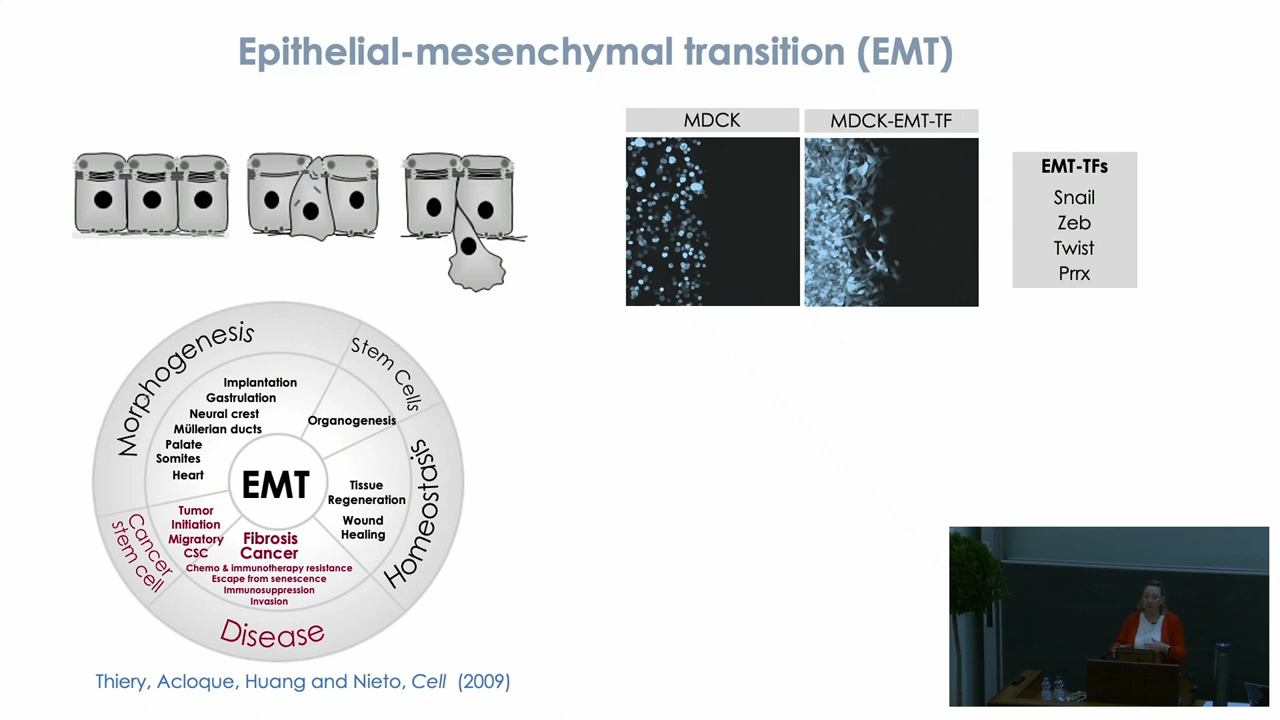 Epithelial-mesenchymal transition (EMT)
MDCK
MDCK-EMT-TF
EMT-TFs
Snail
Zeb
Twist
Prrx
Morphogenesis
Implantation
Gastrulation
Neural crest
Müllerian ducts
Palate
Somites
Heart
Stem Cells
Organogenesis
Homeostasis
Tissue
Regeneration
Wound
Healing
EMT
Cancer
stem cell
Tumor
Initiation
Migratory
CSC
Fibrosis
Cancer
Chemo & immunotherapy resistance
Escape from senescence
Immunosuppression
Invasion
Disease
Thiery, Acloque, Huang and Nieto, Cell (2009)